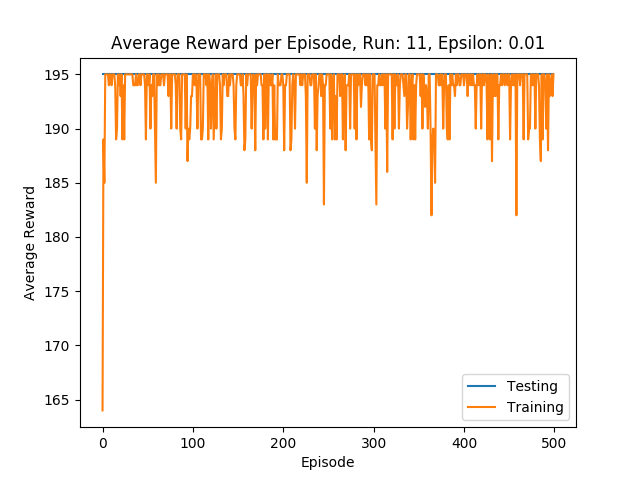 Average Reward per Episode, Run: 11, Epsilon: 0.01
195
190
185
180
175
170
165
Average Reward
0 100 200 300 400 500
Episode
Testing
Training